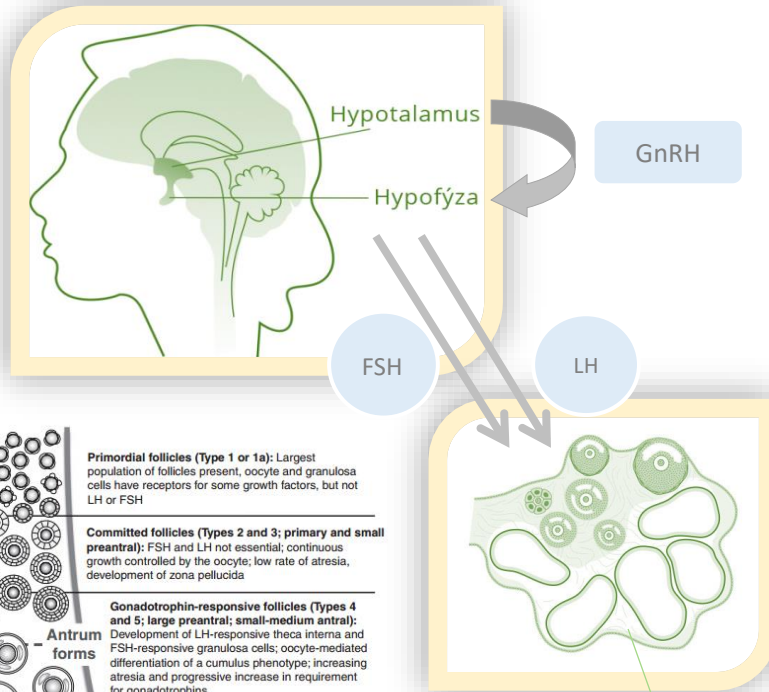 Hypotalamus
GnRH
Hypofýza
FSH
LH
Primordial follicles (Type 1 or 1a): Largest
population of follicles present, oocyte and granulosa
cells have receptors for some growth factors, but not
LH or FSH
Committed follicles (Types 2 and 3; primary and small
preantral): FSH and LH not essential; continuous
growth controlled by the oocyte; low rate of atresia,
development of zona pellucida
Gonadotrophin-responsive follicles (Types 4
and 5; large preantral; small-medium antral):
Development of LH-responsive theca interna and
FSH-responsive granulosa cells; oocyte-mediated
differentiation of a cumulus phenotype; increasing
atresia and progressive increase in requirement
for gonadotrophins
Antrum
forms